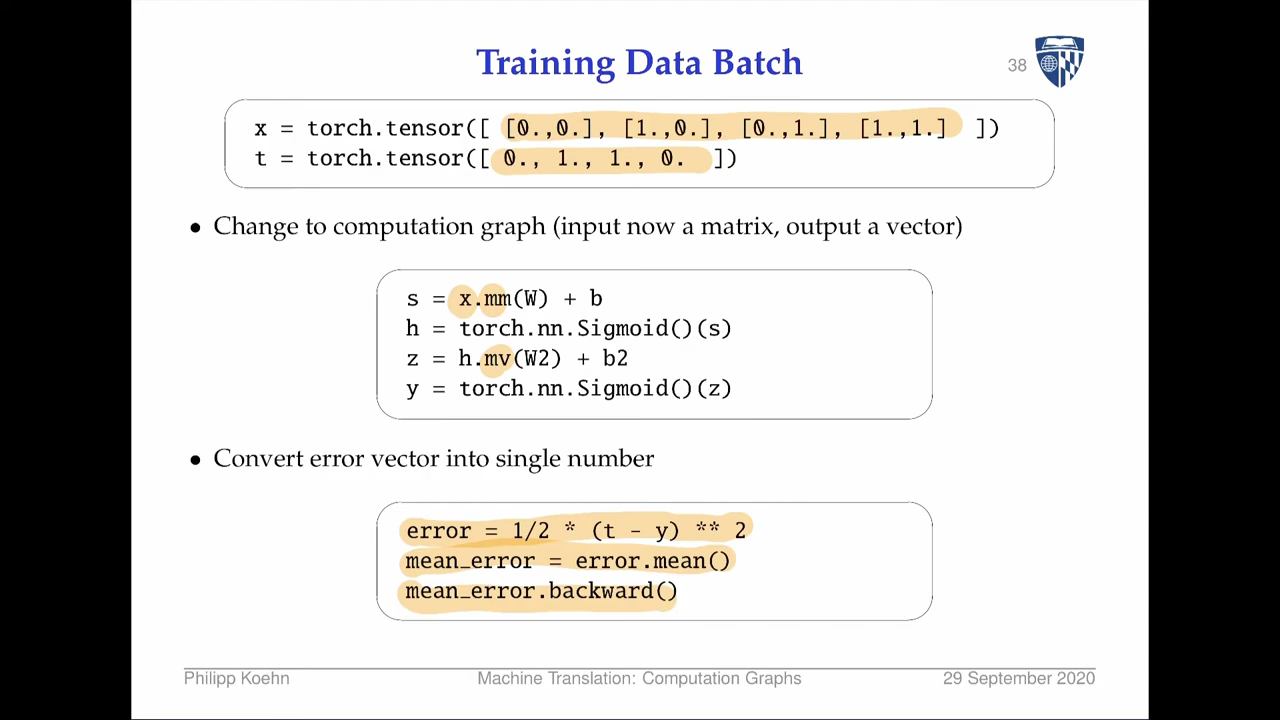 Training Data Batch
38
x = torch.tensor([ [0.,0.], [1.,0.], [0.,1.], [1.,1.] ])
t = torch.tensor([ 0., 1., 1., 0. ])
• Change to computation graph (input now a matrix, output a vector)
s = x.mm(W) + b
h = torch.nn.Sigmoid()(s)
z = h.mv(W2) + b2
y = torch.nn.Sigmoid()(z)
• Convert error vector into single number
error = 1/2 * (t - y) ** 2
mean_error = error.mean()
mean_error.backward()
Philipp Koehn
Machine Translation: Computation Graphs
29 September 2020